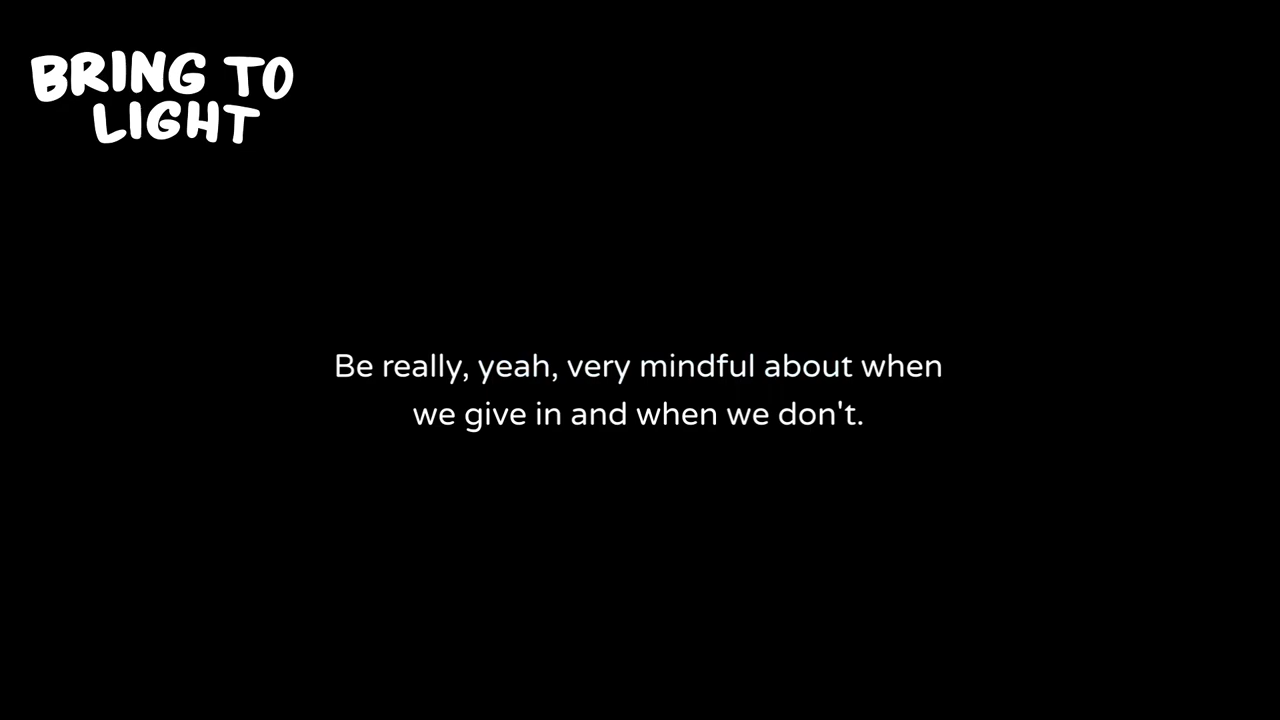 BRING TO
LIGHT
Be really, yeah, very mindful about when
we give in and when we don't.